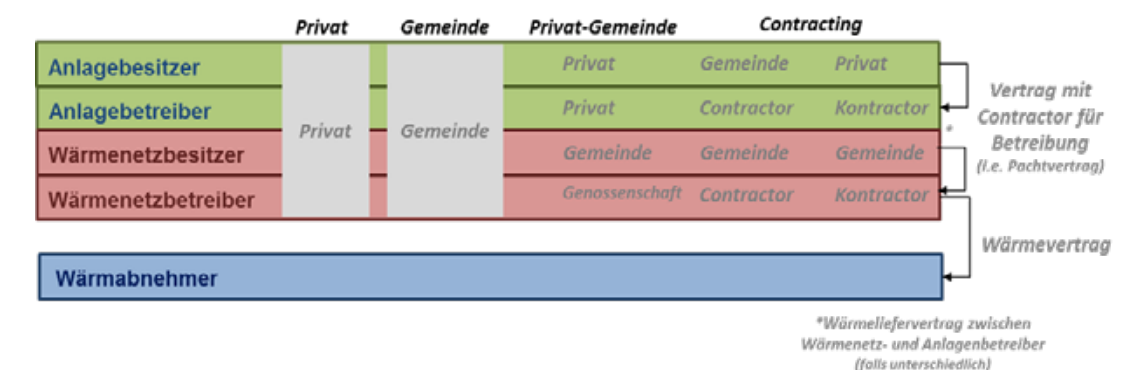 Privat Gemeinde Privat-Gemeinde Contracting
Anlagebesitzer Privat Gemeinde Privat
Anlagebetreiber Privat Contractor Kontractor
Privat Gemeinde
Wärmenetzbesitzer Gemeinde Gemeinde Gemeinde
Wärmenetzbetreiber Genossenschaft Contractor Kontractor
Vertrag mit
Contractor für
*
Betreibung
(i.e. Pachtvertrag)
Wärmevertrag
Wärmabnehmer
*Wärmeliefervertrag zwischen
Wärmenetz- und Anlagenbetreiber
(falls unterschiedlich)